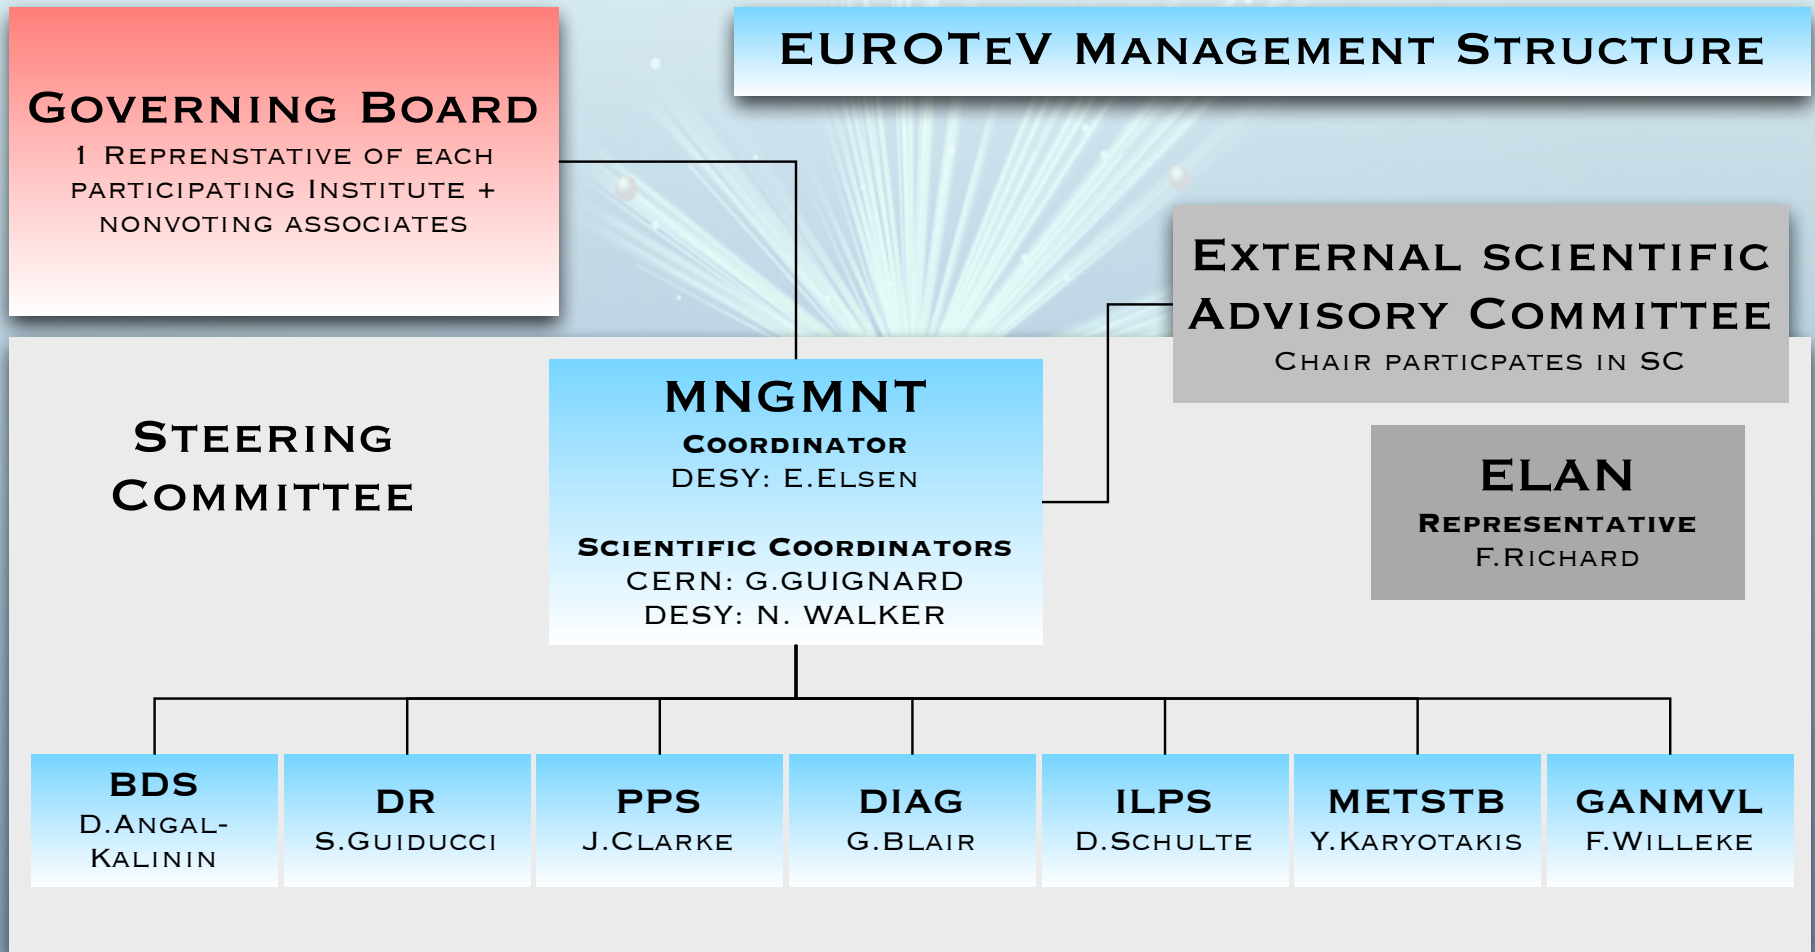 EUROTeV Management Structure
Governing Board
1 Reprenstative of each
participating Institute +
nonvoting associates
External scientific
Advisory Committee
Chair particpates in SC
Steering
Committee
MNGMNT
Coordinator
DESY: E.Elsen
Scientific Coordinators
CERN: G.Guignard
DESY: N. Walker
ELAN
Representative
F.Richard
BDS
D.Angal-
Kalinin
DR
S.Guiducci
PPS
J.Clarke
DIAG
G.Blair
ILPS
D.Schulte
METSTB
Y.Karyotakis
GANMVL
F.Willeke